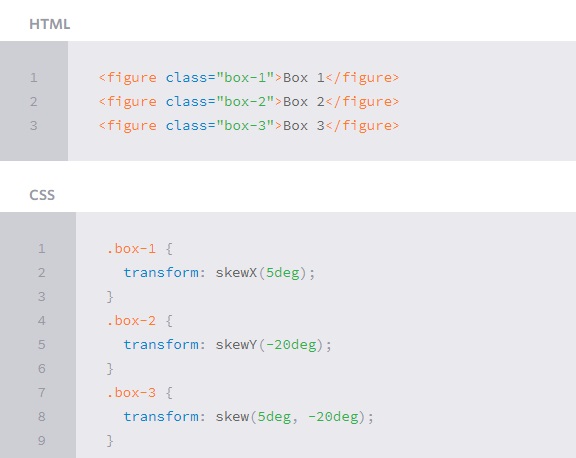 HTML
1 <figure class="box-1">Box 1</figure>
2 <figure class="box-2">Box 2</figure>
3 <figure class="box-3">Box 3</figure>
CSS
1 .box-1 {
2 transform: skewX(5deg);
3 }
4 .box-2 {
5 transform: skewY(-20deg);
6 }
7 .box-3 {
8 transform: skew(5deg, -20deg);
9 }